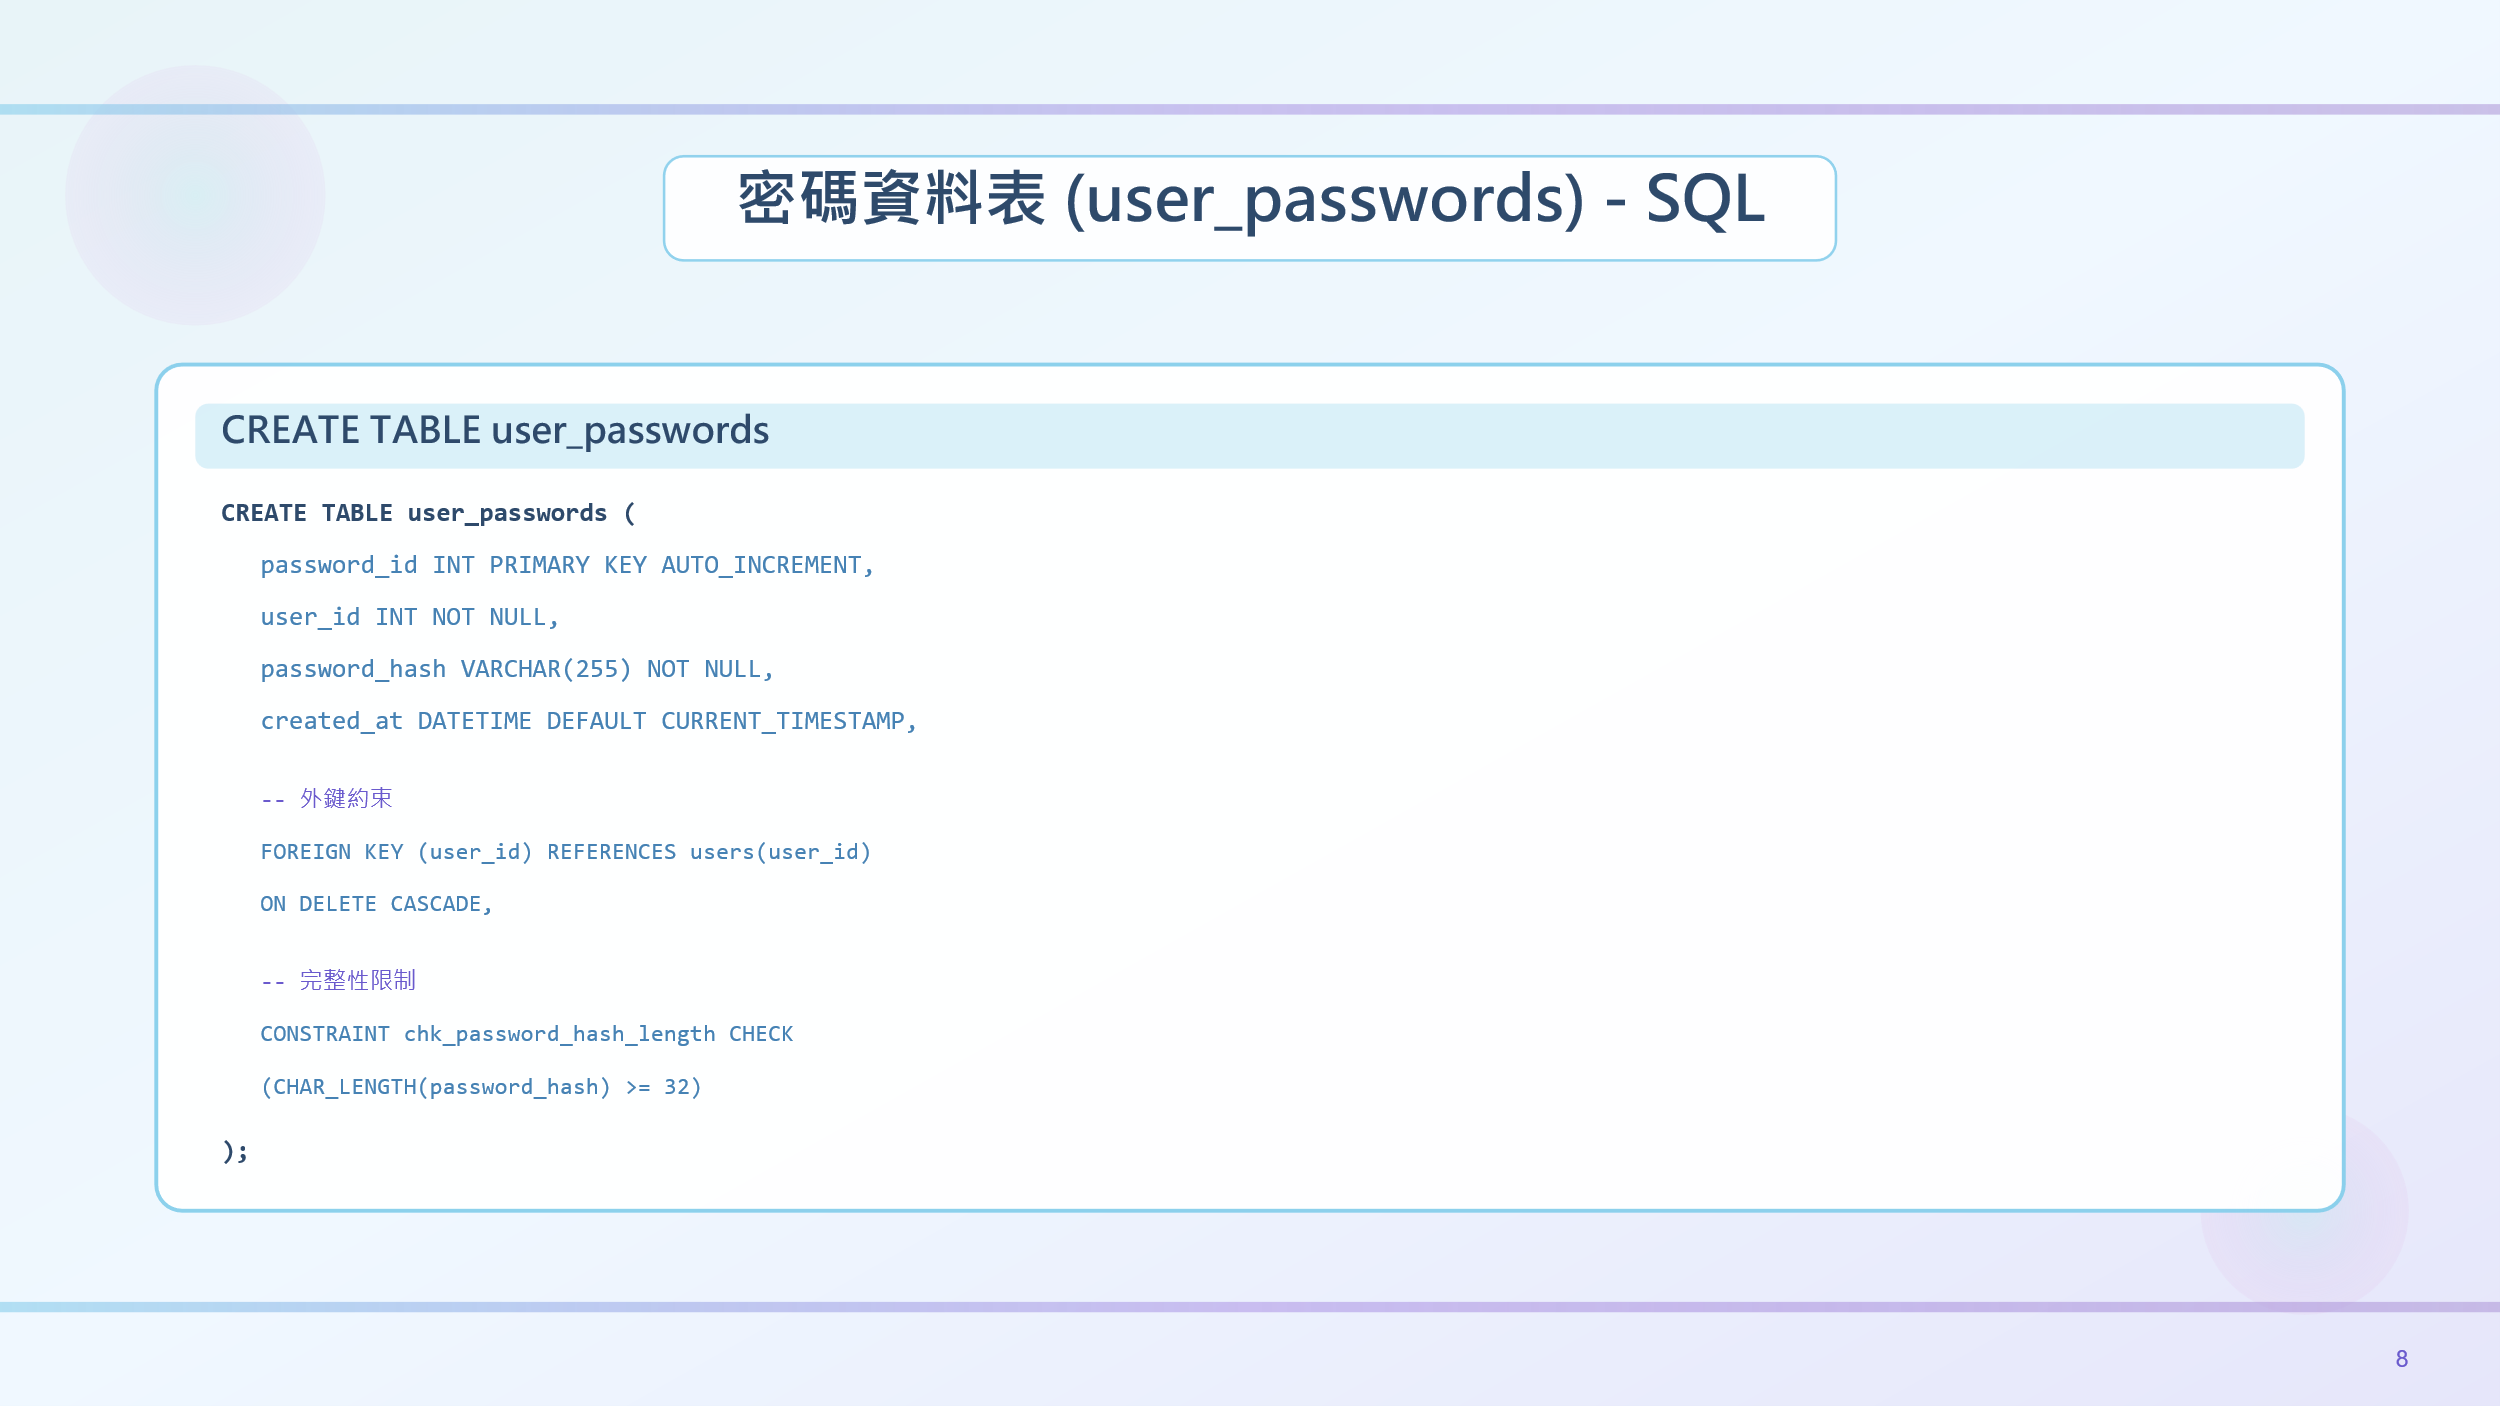 密碼資料表 (user_passwords) - SQL
CREATE TABLE user_passwords
CREATE TABLE user_passwords (
password_id INT PRIMARY KEY AUTO_INCREMENT,
user_id INT NOT NULL,
password_hash VARCHAR(255) NOT NULL,
created_at DATETIME DEFAULT CURRENT_TIMESTAMP,
-- 外鍵約束
FOREIGN KEY (user_id) REFERENCES users(user_id)
ON DELETE CASCADE,
-- 完整性限制
CONSTRAINT chk_password_hash_length CHECK
(CHAR_LENGTH(password_hash) >= 32)
);
8